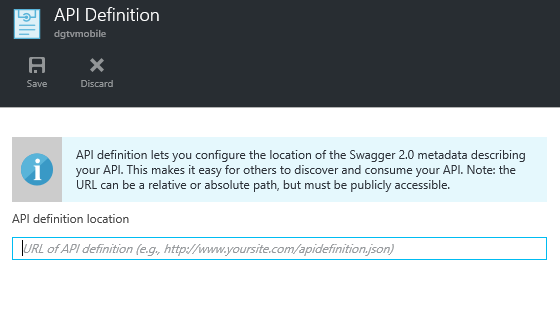 API Definition
dgtvmobile
Save Discard
API definition lets you configure the location of the Swagger 2.0 metadata describing
your API. This makes it easy for others to discover and consume your API. Note: the
URL can be a relative or absolute path, but must be publicly accessible.
API definition location
URL of API definition (e.g., http://www.yoursite.com/apidefinition.json)